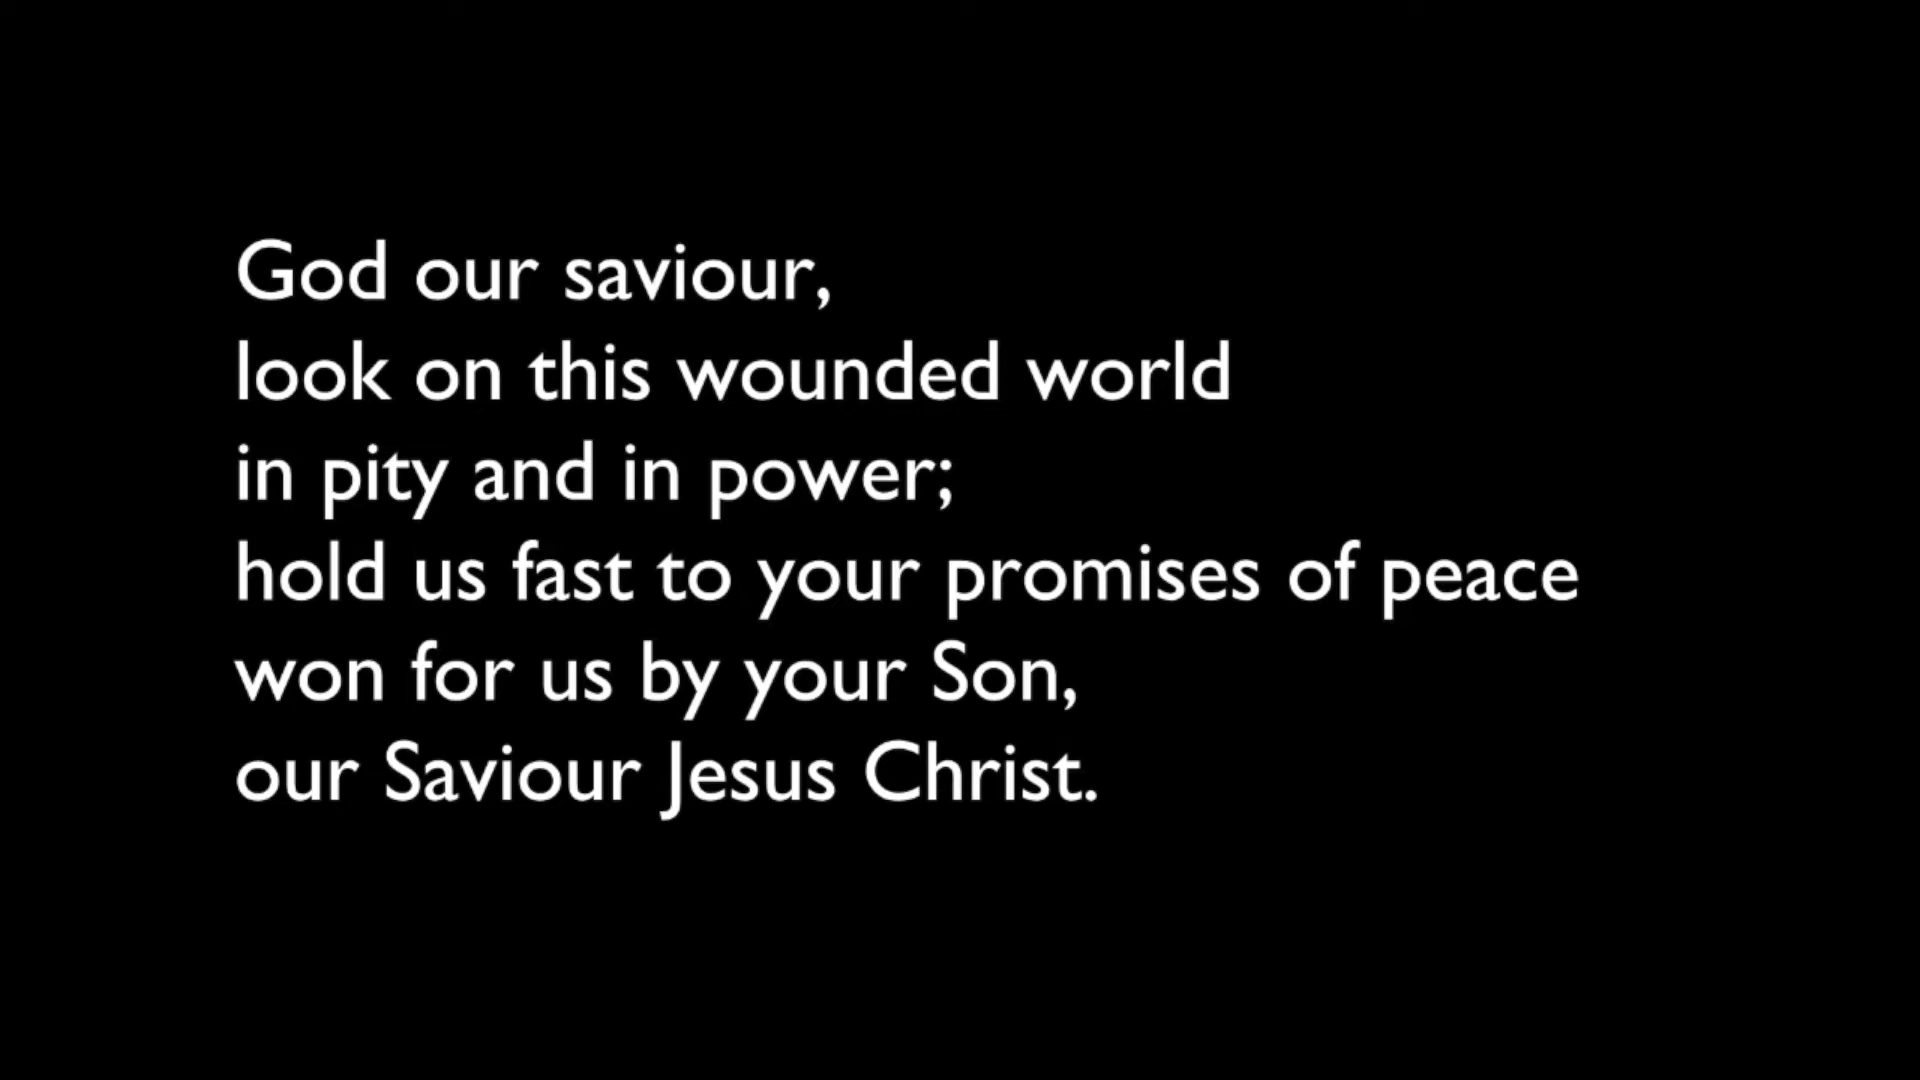 God our saviour,
look on this wounded world
in pity and in power;
hold us fast to your promises of peace
won for us by your Son,
our Saviour Jesus Christ.